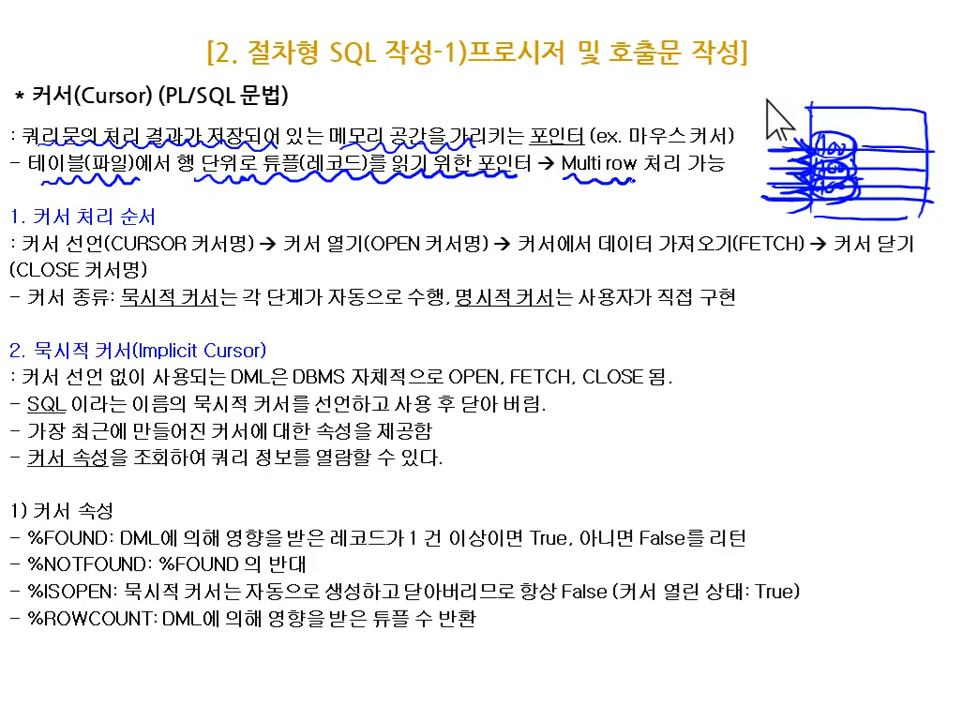 [2. 절차형 SQL 작성-1)프로시저 및 호출문 작성]
* 커서(Cursor) (PL/SQL 문법)
: 쿼리문의 처리 결과가 저장되어 있는 메모리 공간을 가리키는 포인터 (ex. 마우스 커서)
- 테이블(파일)에서 행 단위로 튜플(레코드)를 읽기 위한 포인터 → Multi row 처리 가능
100
100
100
1. 커서 처리 순서
: 커서 선언(CURSOR 커서명) → 커서 열기(OPEN 커서명) → 커서에서 데이터 가져오기(FETCH) → 커서 닫기
(CLOSE 커서명)
- 커서 종류: 묵시적 커서는 각 단계가 자동으로 수행, 명시적 커서는 사용자가 직접 구현
2. 묵시적 커서(Implicit Cursor)
: 커서 선언 없이 사용되는 DML은 DBMS 자체적으로 OPEN, FETCH, CLOSE 됨.
- SQL 이라는 이름의 묵시적 커서를 선언하고 사용 후 닫아 버림.
- 가장 최근에 만들어진 커서에 대한 속성을 제공함
- 커서 속성을 조회하여 쿼리 정보를 열람할 수 있다.
1) 커서 속성
- %FOUND: DML에 의해 영향을 받은 레코드가 1 건 이상이면 True, 아니면 False를 리턴
- %NOTFOUND: %FOUND 의 반대
- %ISOPEN: 묵시적 커서는 자동으로 생성하고 닫아버리므로 항상 False (커서 열린 상태: True)
- %ROWCOUNT: DML에 의해 영향을 받은 튜플 수 반환